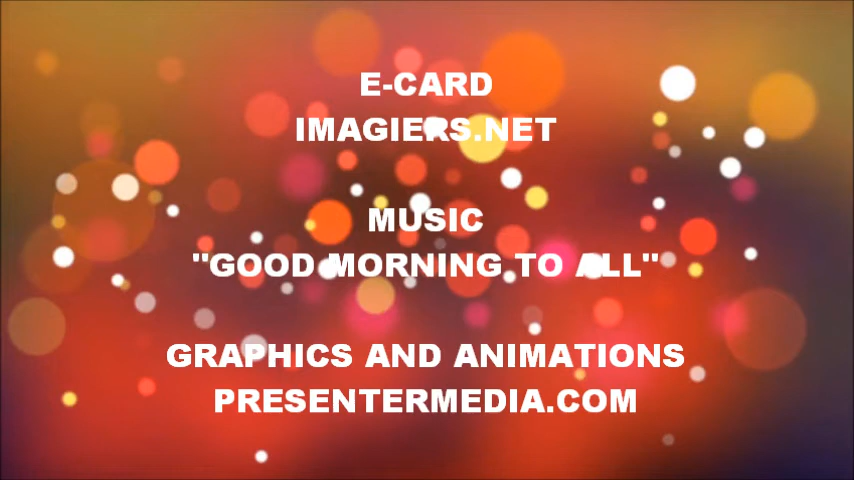 E-CARD
IMAGIERS.NET
MUSIC
"GOOD MORNING TO ALL"
GRAPHICS AND ANIMATIONS
PRESENTERMEDIA.COM